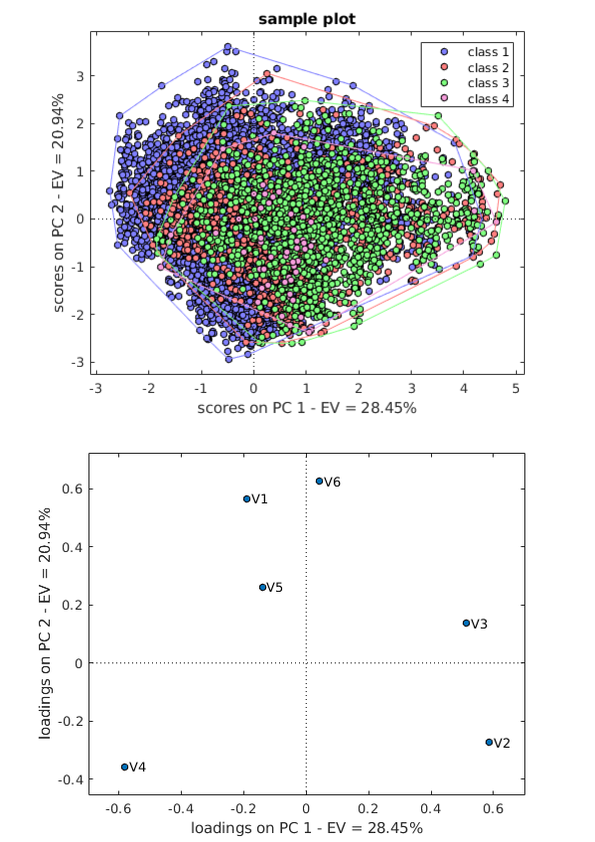 sample plot
class 1
class 2
class 3
class 4
3
2
1
0
-1
-2
-3
scores on PC 2 - EV = 20.94%
-3 -2 -1 0 1 2 3 4 5
scores on PC 1 - EV = 28.45%
0.6
0.4
0.2
0
-0.2
-0.4
loadings on PC 2 - EV = 20.94%
V6
V1
V5
V3
V2
V4
-0.6 -0.4 -0.2 0 0.2 0.4 0.6
loadings on PC 1 - EV = 28.45%